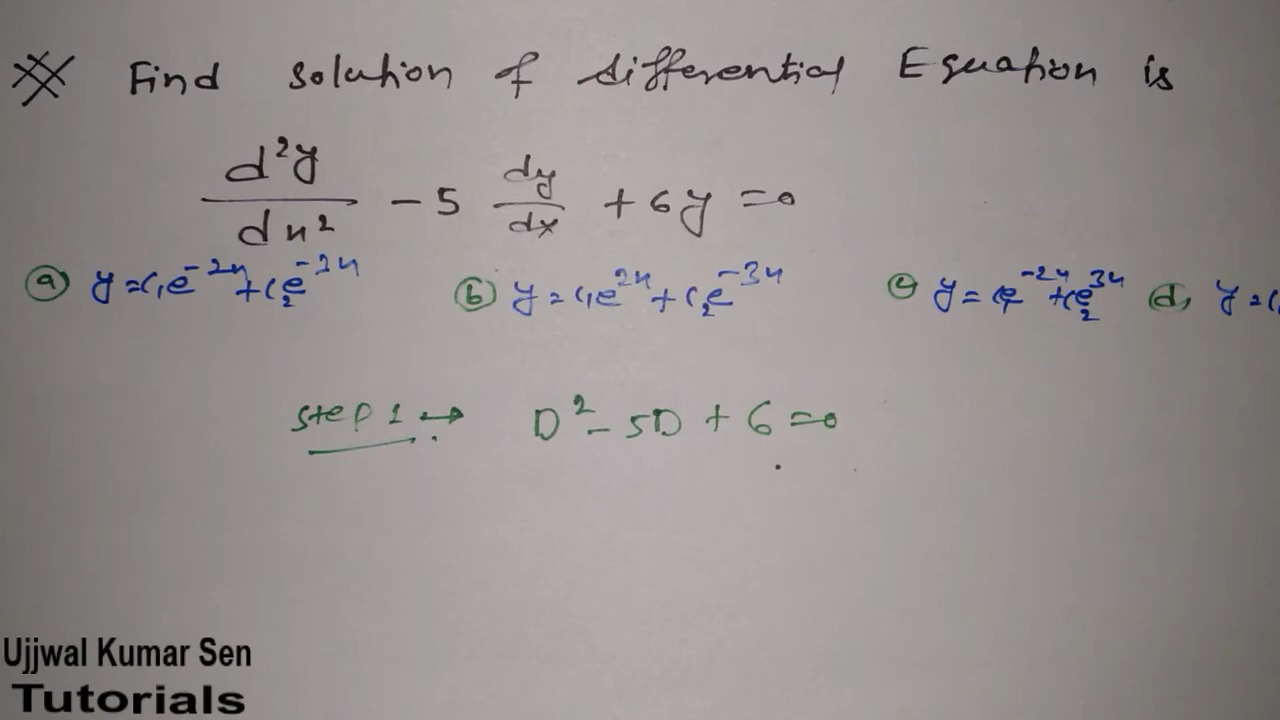 Find solution of differential Equation is
d²y/dx² - 5 dy/dx + 6y = 0
(a) y = c₁e⁻²ˣ + c₂e⁻³ˣ (b) y = c₁e²ˣ + c₂e⁻³ˣ (c) y = c₁e⁻²ˣ + c₂e³ˣ (d) y = c₁
step 1 → D² - 5D + 6 = 0
Ujjwal Kumar Sen
Tutorials